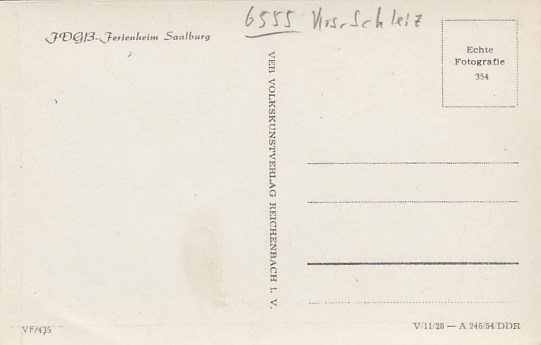 FDGB-Ferienheim Saalburg
6555 Krs. Schleiz
Echte
Fotografie
354
VEB VOLKSKUNSTVERLAG REICHENBACH I. V.
VF/435
V/11/28 — A 246/54/DDR